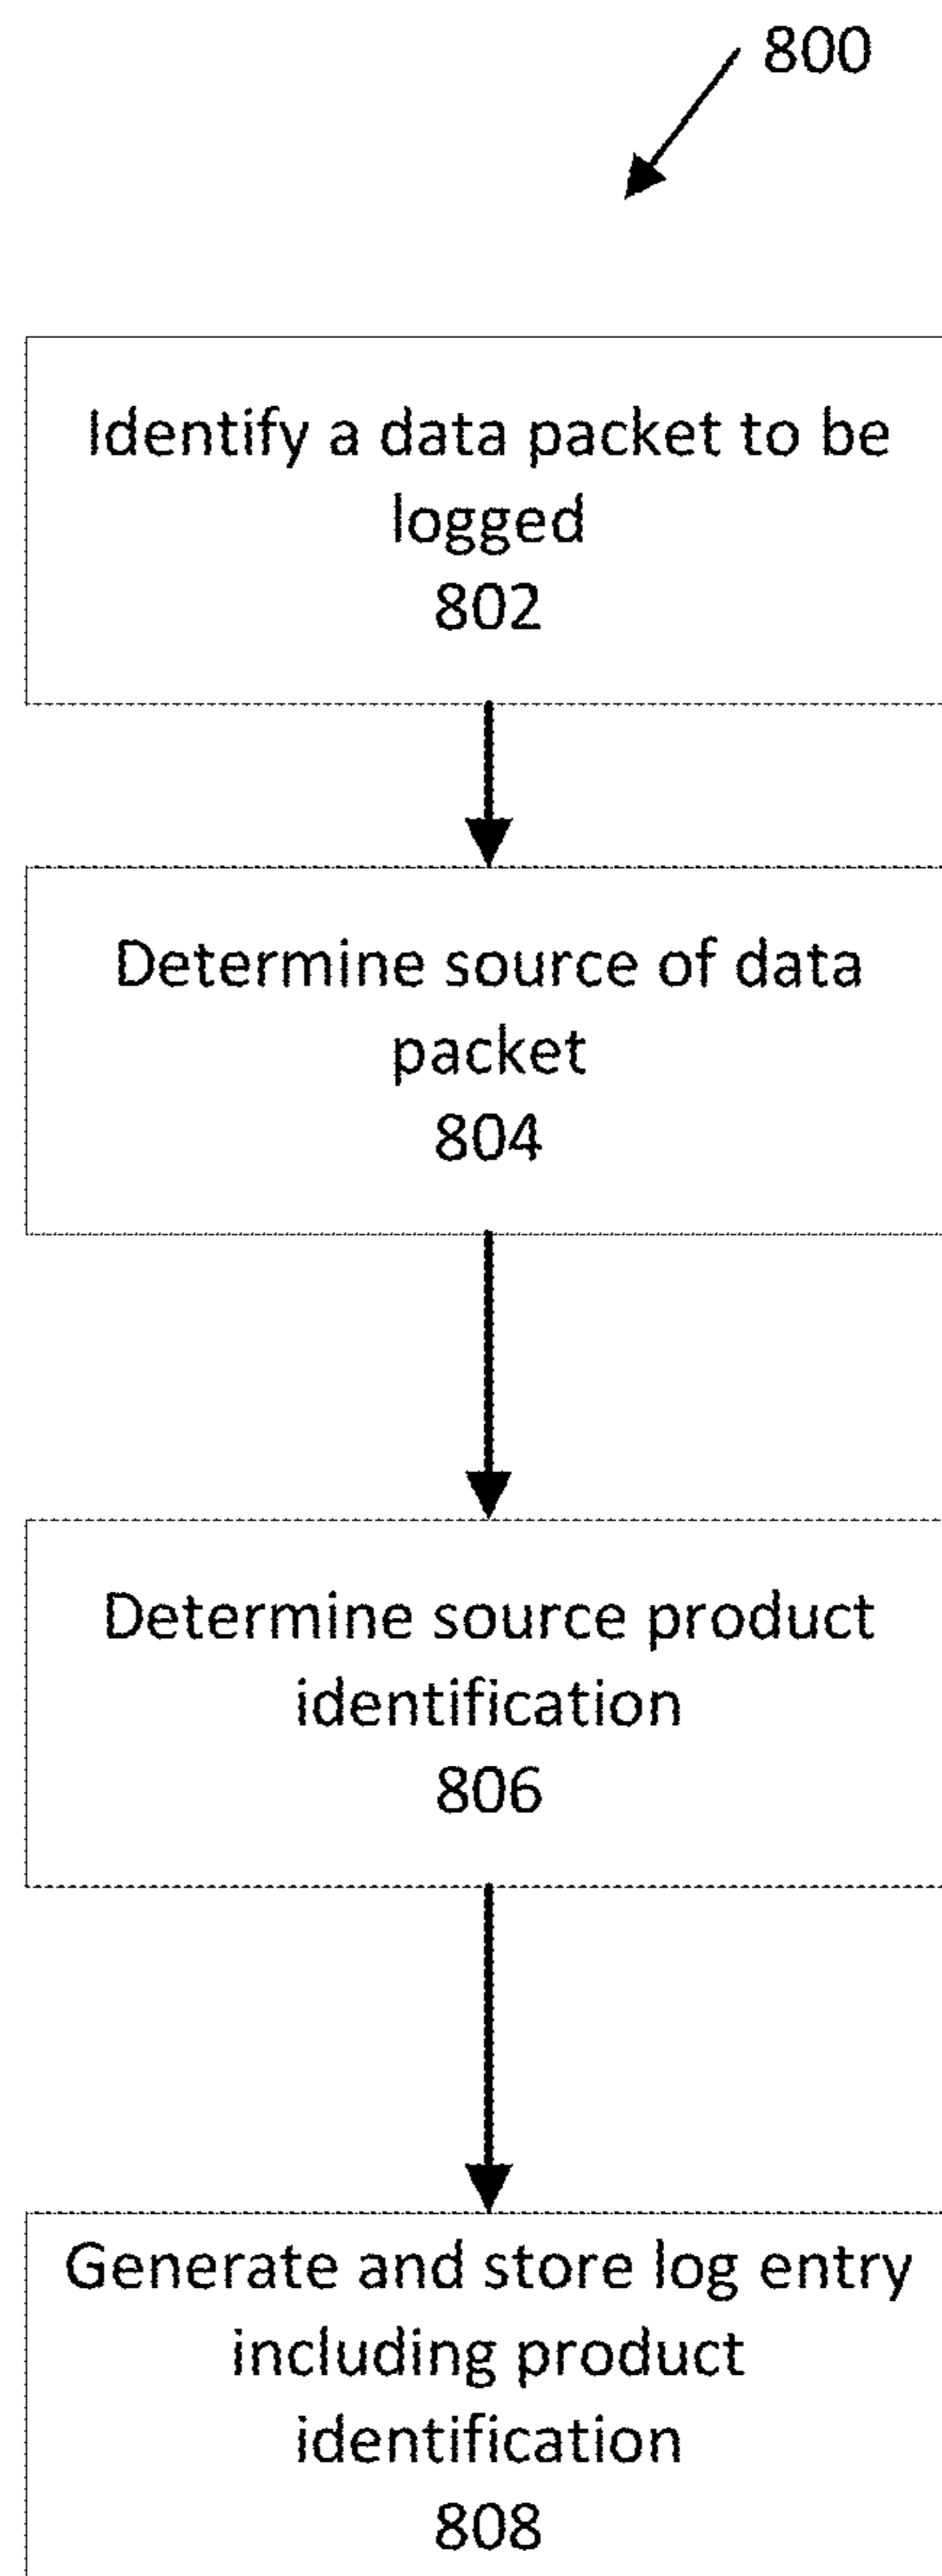 800
Identify a data packet to be
logged
802
Determine source of data
packet
804
Determine source product
identification
806
Generate and store log entry
including product
identification
808